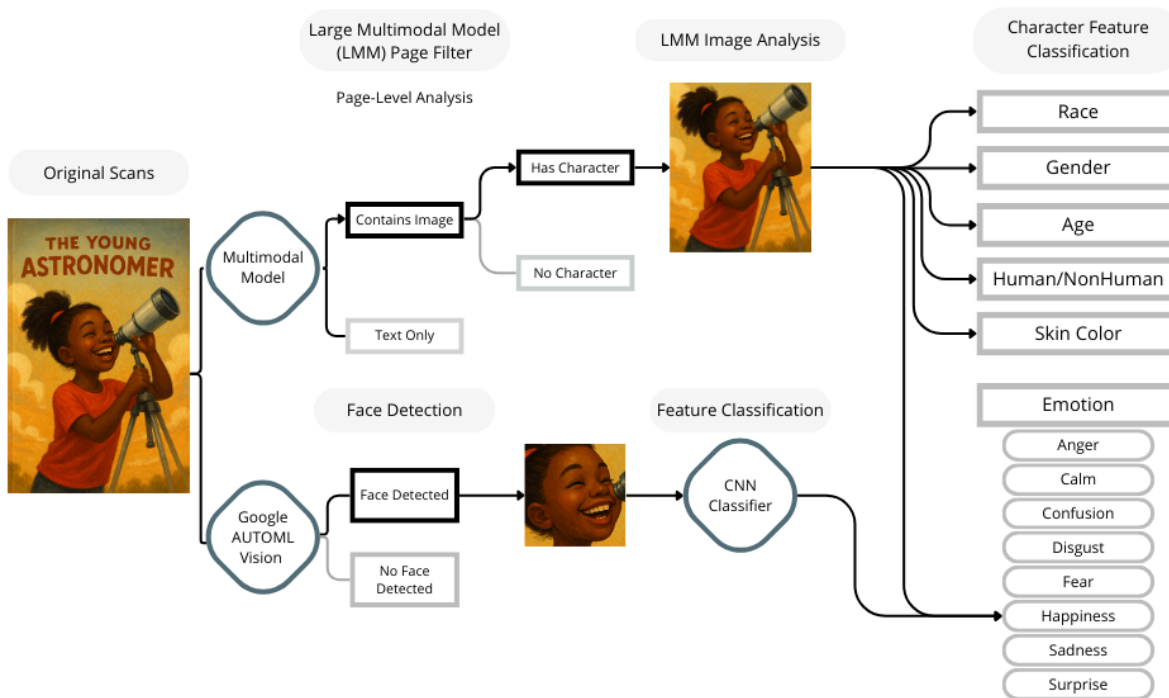 Original Scans
THE YOUNG
ASTRONOMER
Large Multimodal Model
(LMM) Page Filter
Page-Level Analysis
Multimodal
Model
Contains Image
Text Only
Has Character
No Character
LMM Image Analysis
Character Feature
Classification
Race
Gender
Age
Human/NonHuman
Skin Color
Face Detection
Google
AUTOML
Vision
Face Detected
No Face
Detected
Feature Classification
CNN
Classifier
Emotion
Anger
Calm
Confusion
Disgust
Fear
Happiness
Sadness
Surprise